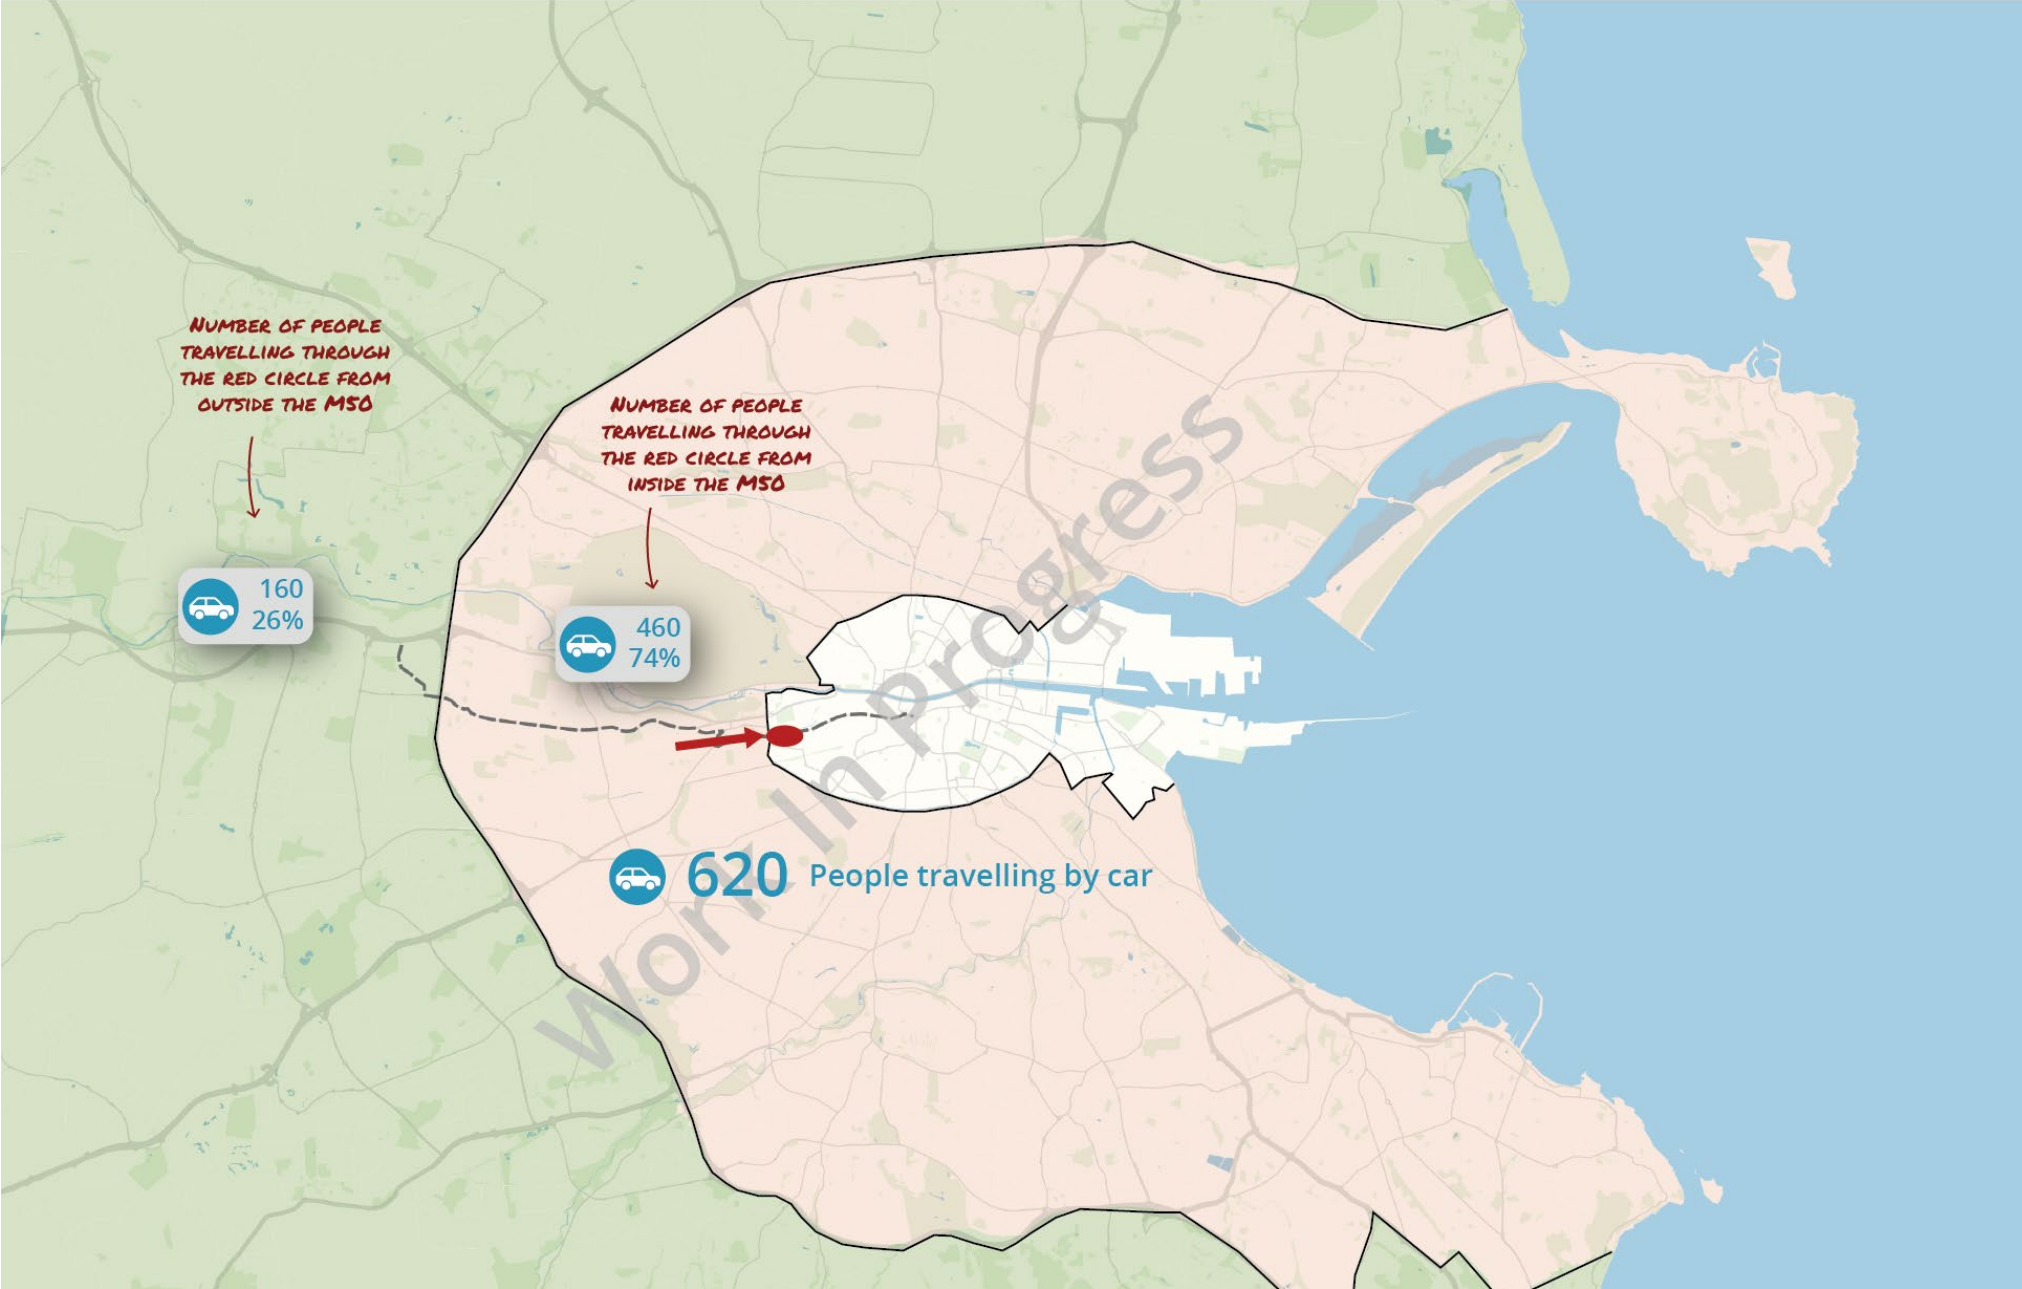 NUMBER OF PEOPLE
TRAVELLING THROUGH
THE RED CIRCLE FROM
OUTSIDE THE M50
NUMBER OF PEOPLE
TRAVELLING THROUGH
THE RED CIRCLE FROM
INSIDE THE M50
160
26%
460
74%
620 People travelling by car
Work In Progress